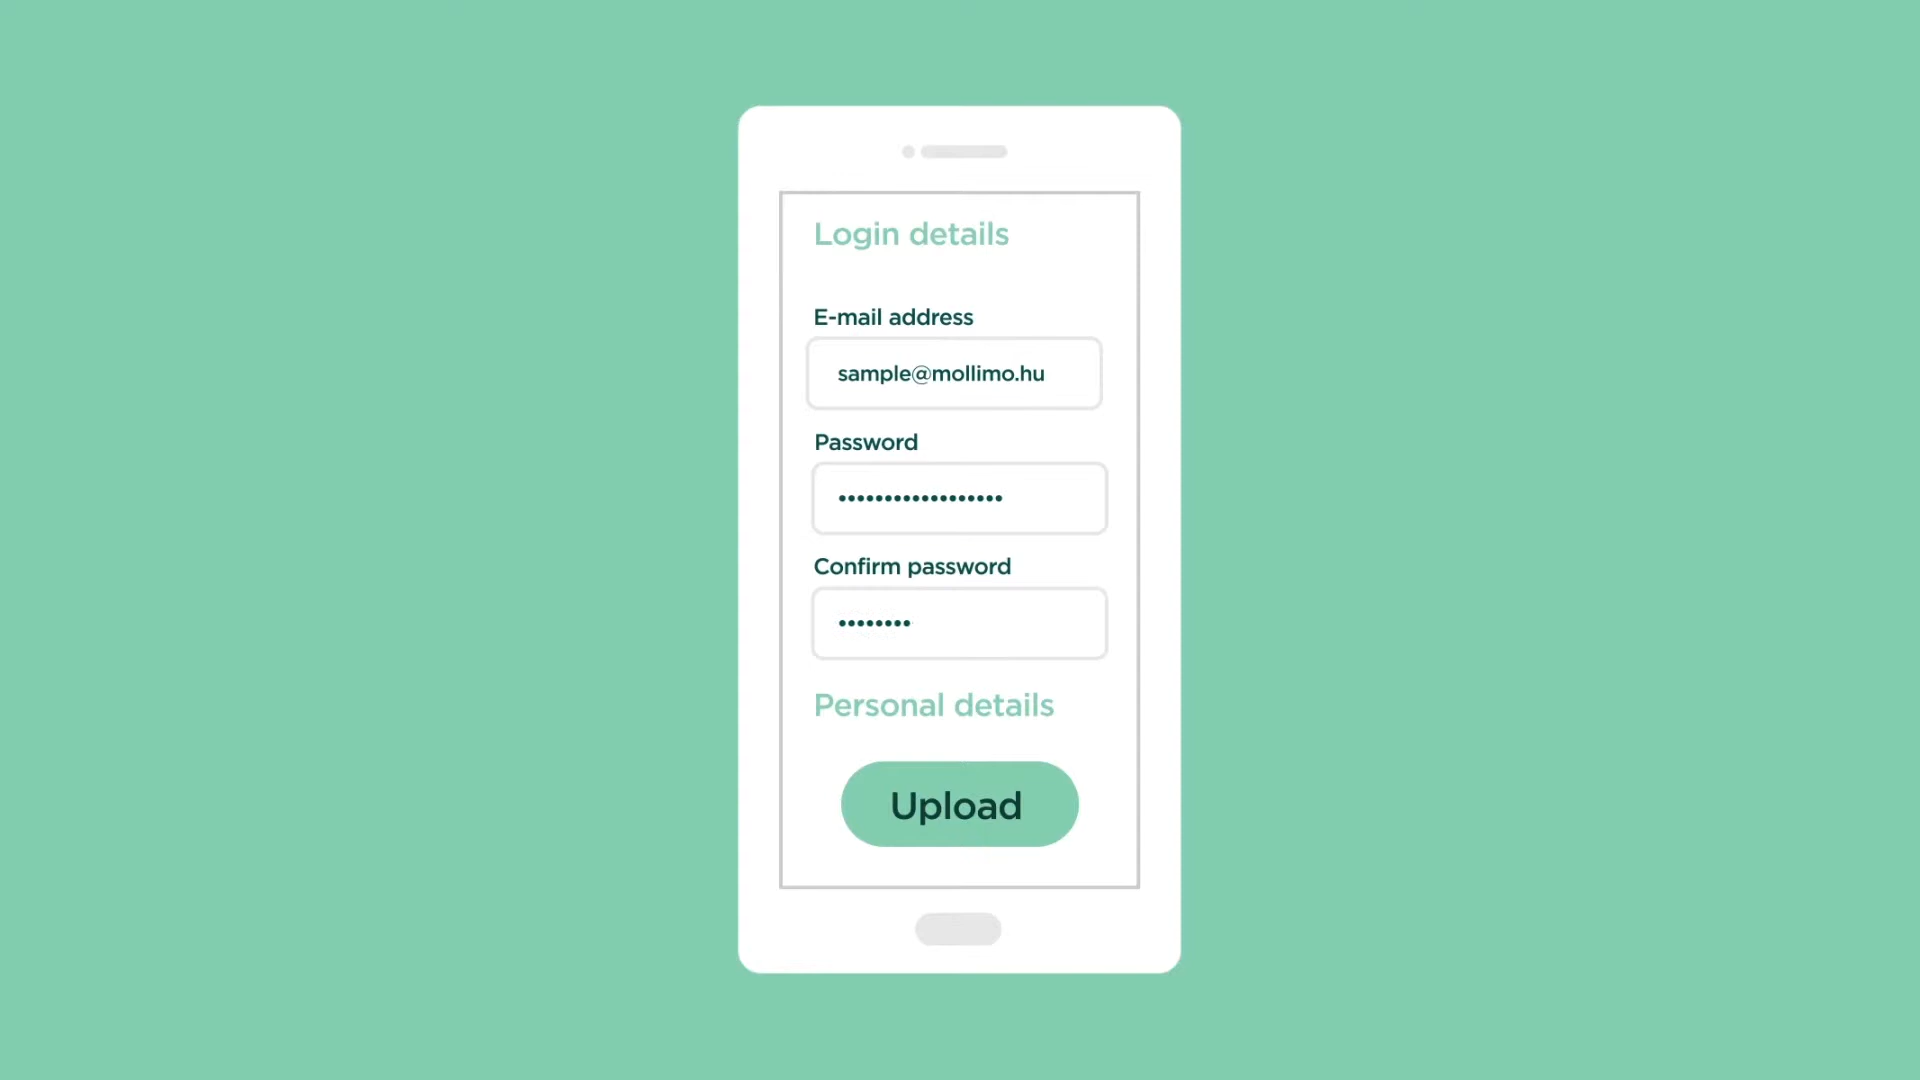 Login details
E-mail address
sample@mollimo.hu
Password
••••••••••••••••••
Confirm password
••••••••
Personal details
Upload